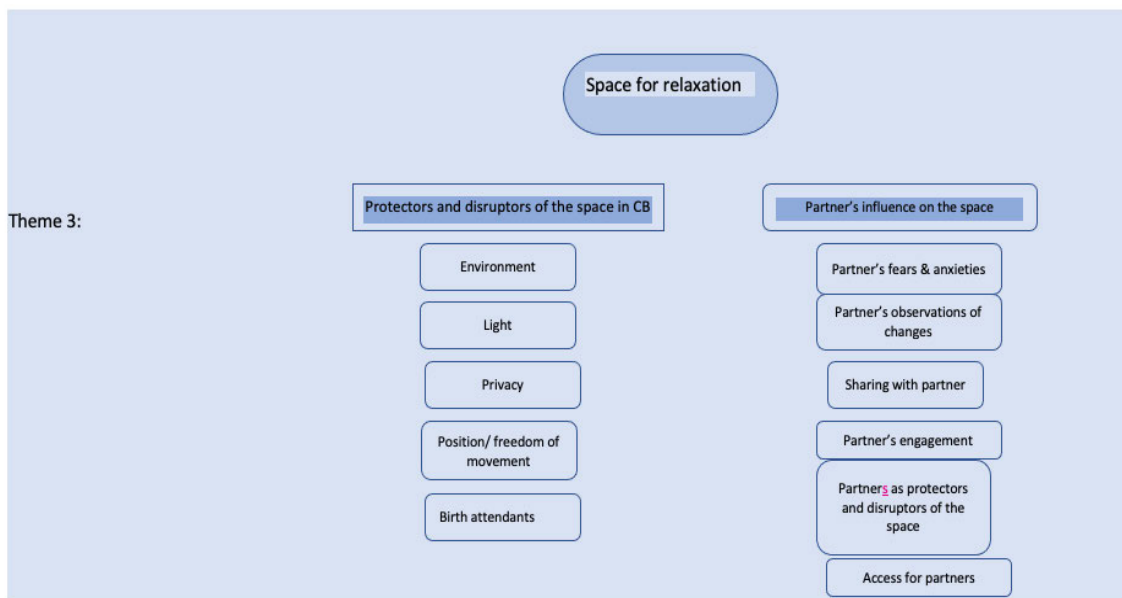 Space for relaxation
Theme 3:
Protectors and disruptors of the space in CB
Environment
Light
Privacy
Position/ freedom of
movement
Birth attendants
Partner's influence on the space
Partner's fears & anxieties
Partner's observations of
changes
Sharing with partner
Partner's engagement
Partners as protectors
and disruptors of the
space
Access for partners